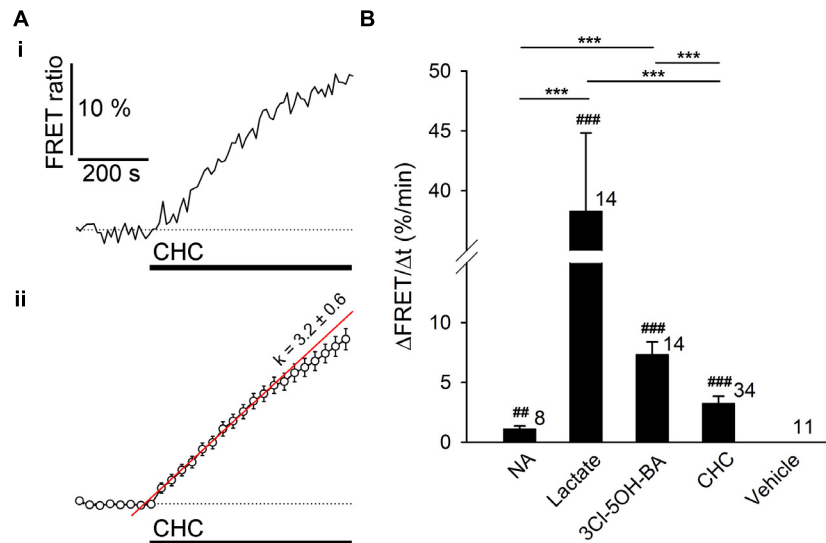 A
B
i
FRET ratio
10 %
200 s
CHC
ii
k = 3.2 ± 0.6
CHC
ΔFRET/Δt (%/min)
50
45
40
10
5
0
***
***
***
***
###
14
###
14
###
34
##
8
11
NA
Lactate
3Cl-5OH-BA
CHC
Vehicle